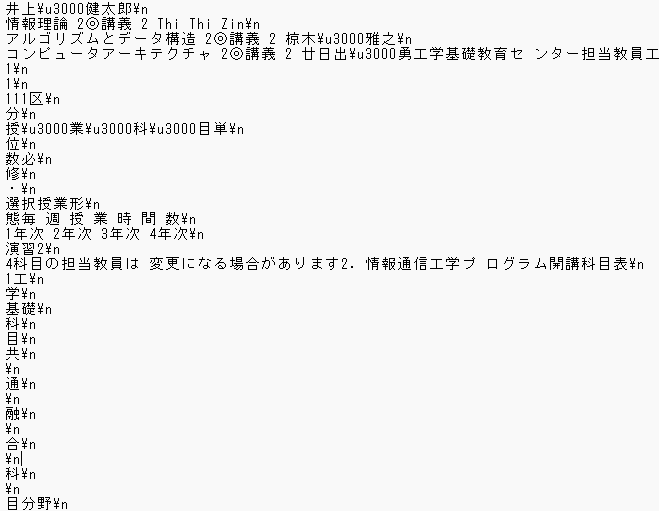 井上¥u3000健太郎¥n
情報理論 2◎講義 2 Thi Thi Zin¥n
アルゴリズムとデータ構造 2◎講義 2 椋木¥u3000雅之¥n
コンピュータアーキテクチャ 2◎講義 2 廿日出¥u3000勇工学基礎教育セ ンター担当教員工
1¥n
1¥n
111区¥n
分¥n
授¥u3000業¥u3000科¥u3000目単¥n
位¥n
数必¥n
修¥n
・¥n
選択授業形¥n
態毎 週 授 業 時 間 数¥n
1年次 2年次 3年次 4年次¥n
演習2¥n
4科目の担当教員は 変更になる場合があります2. 情報通信工学プ ログラム開講科目表¥n
1工¥n
学¥n
基礎¥n
科¥n
目¥n
共¥n
¥n
通¥n
¥n
融¥n
¥n
合¥n
¥n
科¥n
¥n
目分野¥n